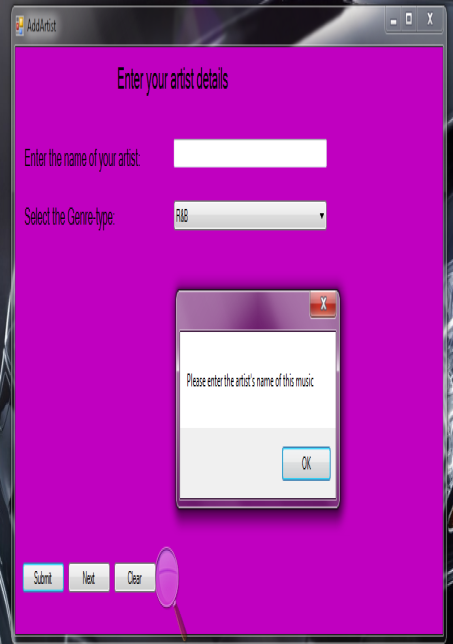 AddArtist
Enter your artist details
Enter the name of your artist:
Select the Genre-type:
R&B
Please enter the artist's name of this music
OK
Submit
Next
Clear